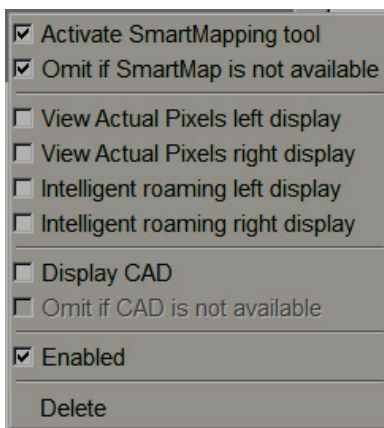 Activate SmartMapping tool
Omit if SmartMap is not available
View Actual Pixels left display
View Actual Pixels right display
Intelligent roaming left display
Intelligent roaming right display
Display CAD
Omit if CAD is not available
Enabled
Delete